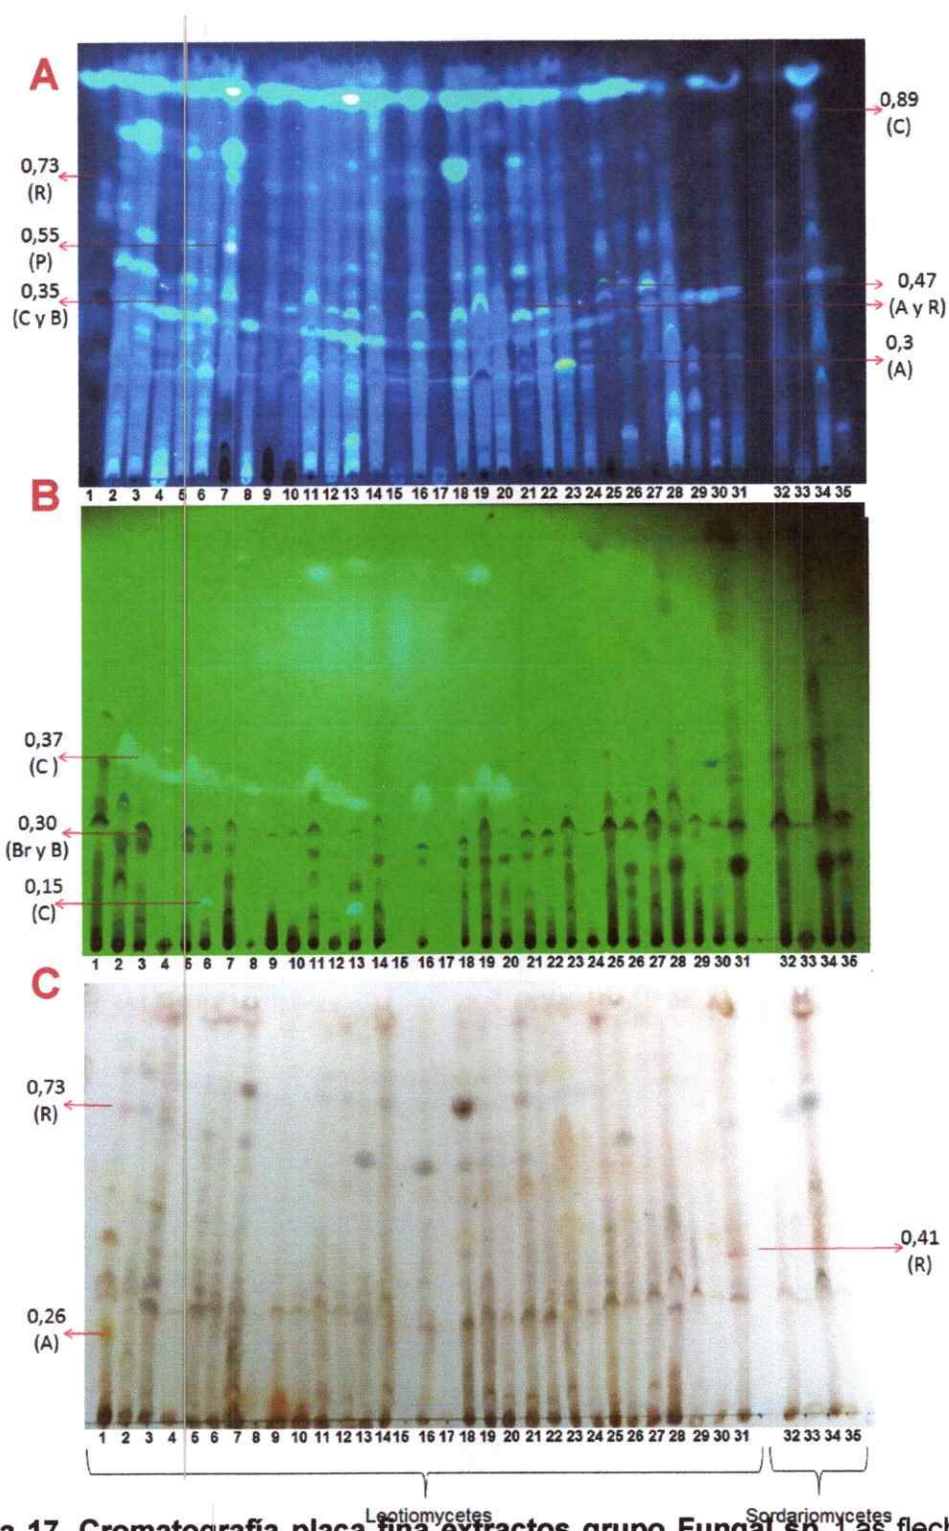 A
0,89
(C)
0,73
(R)
0,55
(P)
0,35
(C y B)
0,47
(A y R)
0,3
(A)
1 2 3 4 5 6 7 8 9 10 11 12 13 14 15 16 17 18 19 20 21 22 23 24 25 26 27 28 29 30 31 32 33 34 35
B
0,37
(C )
0,30
(Br y B)
0,15
(C)
1 2 3 4 5 6 7 8 9 10 11 12 13 14 15 16 17 18 19 20 21 22 23 24 25 26 27 28 29 30 31 32 33 34 35
C
0,73
(R)
0,41
(R)
0,26
(A)
1 2 3 4 5 6 7 8 9 10 11 12 13 14 15 16 17 18 19 20 21 22 23 24 25 26 27 28 29 30 31 32 33 34 35
Leotiomycetes Sordariomycetes
17. Cromatografía placa fina extractos grupo Fungal